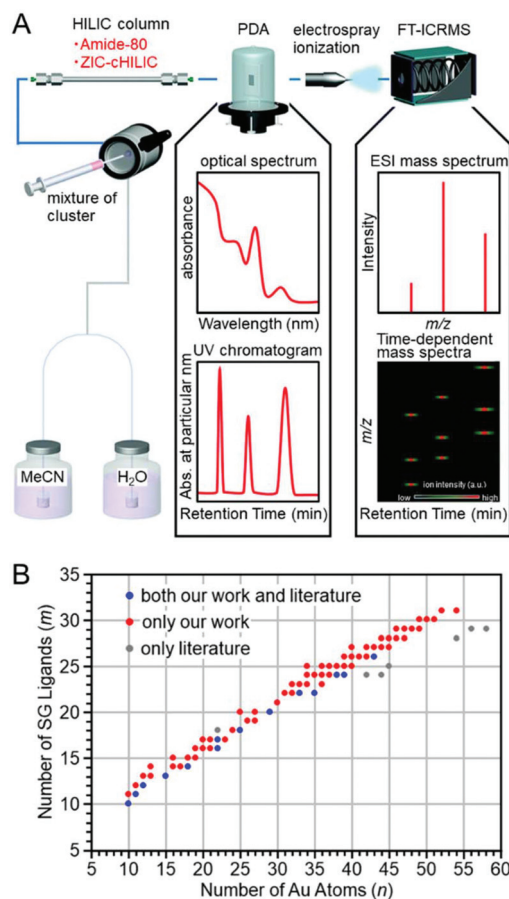 A
HILIC column
• Amide-80
• ZIC-cHILIC
PDA
electrospray
ionization
FT-ICRMS
mixture of
cluster
MeCN
H₂O
optical spectrum
absorbance
Wavelength (nm)
UV chromatogram
Abs. at particular nm
Retention Time (min)
ESI mass spectrum
Intensity
m/z
Time-dependent
mass spectra
m/z
ion intensity (a.u.)
low
high
Retention Time (min)
B
both our work and literature
only our work
only literature
Number of SG Ligands (m)
35
30
25
20
15
10
5
5
10
15
20
25
30
35
40
45
50
55
60
Number of Au Atoms (n)